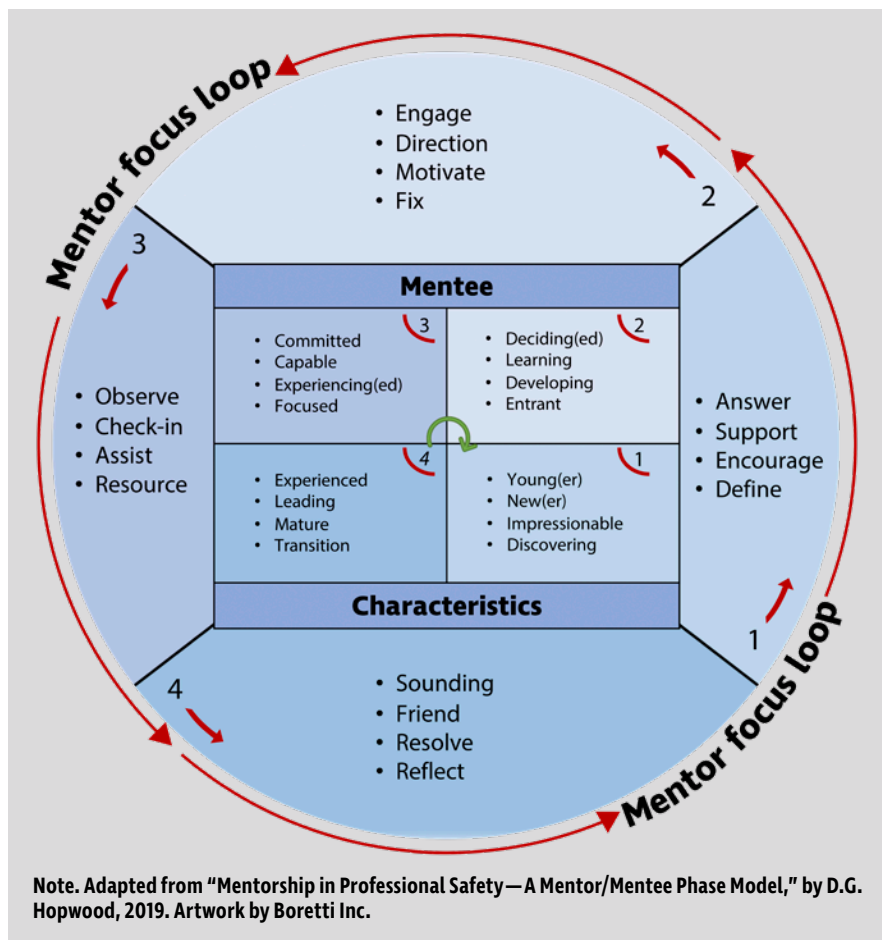 Mentor focus loop
• Engage
• Direction
• Motivate
• Fix
2
3
Mentee
• Committed
• Capable
• Experiencing(ed)
• Focused
3
• Deciding(ed)
• Learning
• Developing
• Entrant
2
• Observe
• Check-in
• Assist
• Resource
• Answer
• Support
• Encourage
• Define
• Experienced
• Leading
• Mature
• Transition
4
• Young(er)
• New(er)
• Impressionable
• Discovering
1
Characteristics
1
4
• Sounding
• Friend
• Resolve
• Reflect
Mentor focus loop
Note. Adapted from “Mentorship in Professional Safety—A Mentor/Mentee Phase Model,” by D.G.
Hopwood, 2019. Artwork by Boretti Inc.